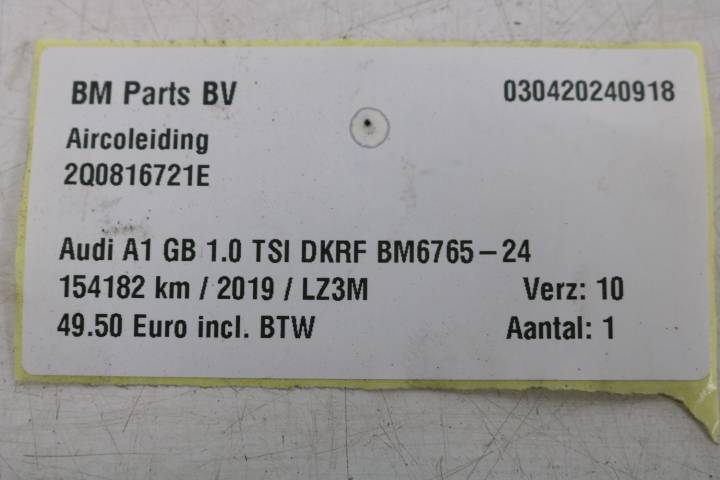 BM Parts BV 030420240918
Aircoleiding
2Q0816721E
Audi A1 GB 1.0 TSI DKRF BM6765-24
154182 km / 2019 / LZ3M Verz: 10
49.50 Euro incl. BTW Aantal: 1